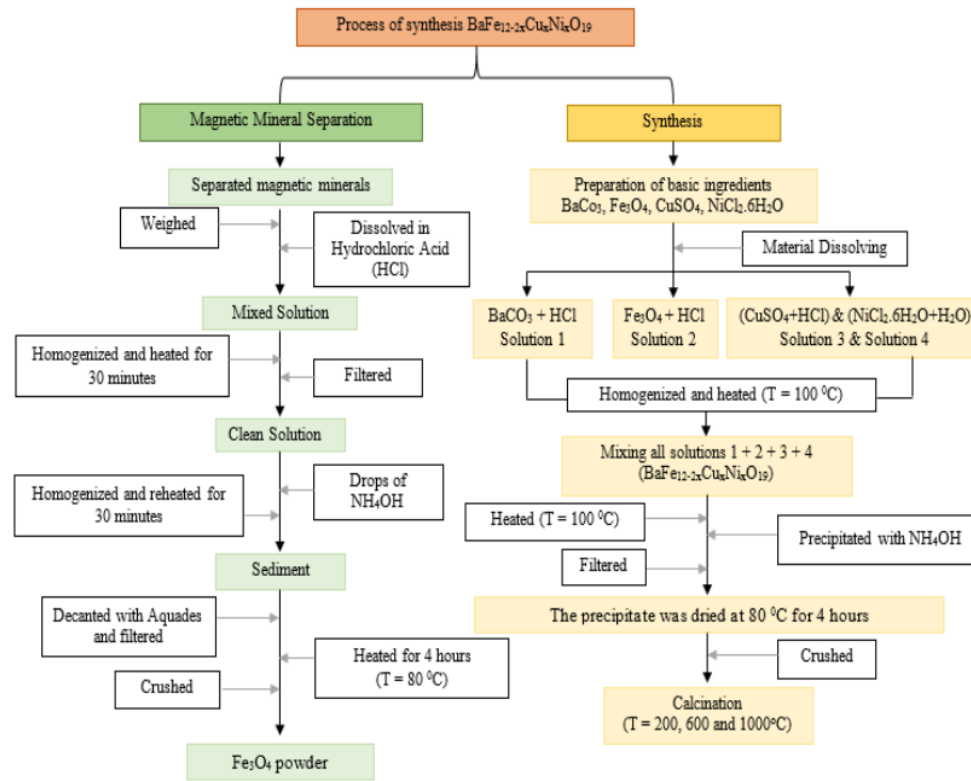 Process of synthesis BaFe₁₂₋₂ₓCuₓNiₓO₁₉
Magnetic Mineral Separation
Separated magnetic minerals
Weighed
Dissolved in
Hydrochloric Acid
(HCl)
Mixed Solution
Homogenized and heated for
30 minutes
Filtered
Clean Solution
Drops of
NH₄OH
Homogenized and reheated for
30 minutes
Sediment
Decanted with Aquades
and filtered
Heated for 4 hours
(T = 80 ⁰C)
Crushed
Fe₃O₄ powder
Synthesis
Preparation of basic ingredients
BaCo₃, Fe₃O₄, CuSO₄, NiCl₂.6H₂O
Material Dissolving
BaCO₃ + HCl
Solution 1
Fe₃O₄ + HCl
Solution 2
(CuSO₄+HCl) & (NiCl₂.6H₂O+H₂O)
Solution 3 & Solution 4
Homogenized and heated (T = 100 ⁰C)
Mixing all solutions 1 + 2 + 3 + 4
(BaFe₁₂₋₂ₓCuₓNiₓO₁₉)
Heated (T = 100 ⁰C)
Precipitated with NH₄OH
Filtered
The precipitate was dried at 80 ⁰C for 4 hours
Crushed
Calcination
(T = 200, 600 and 1000°C)